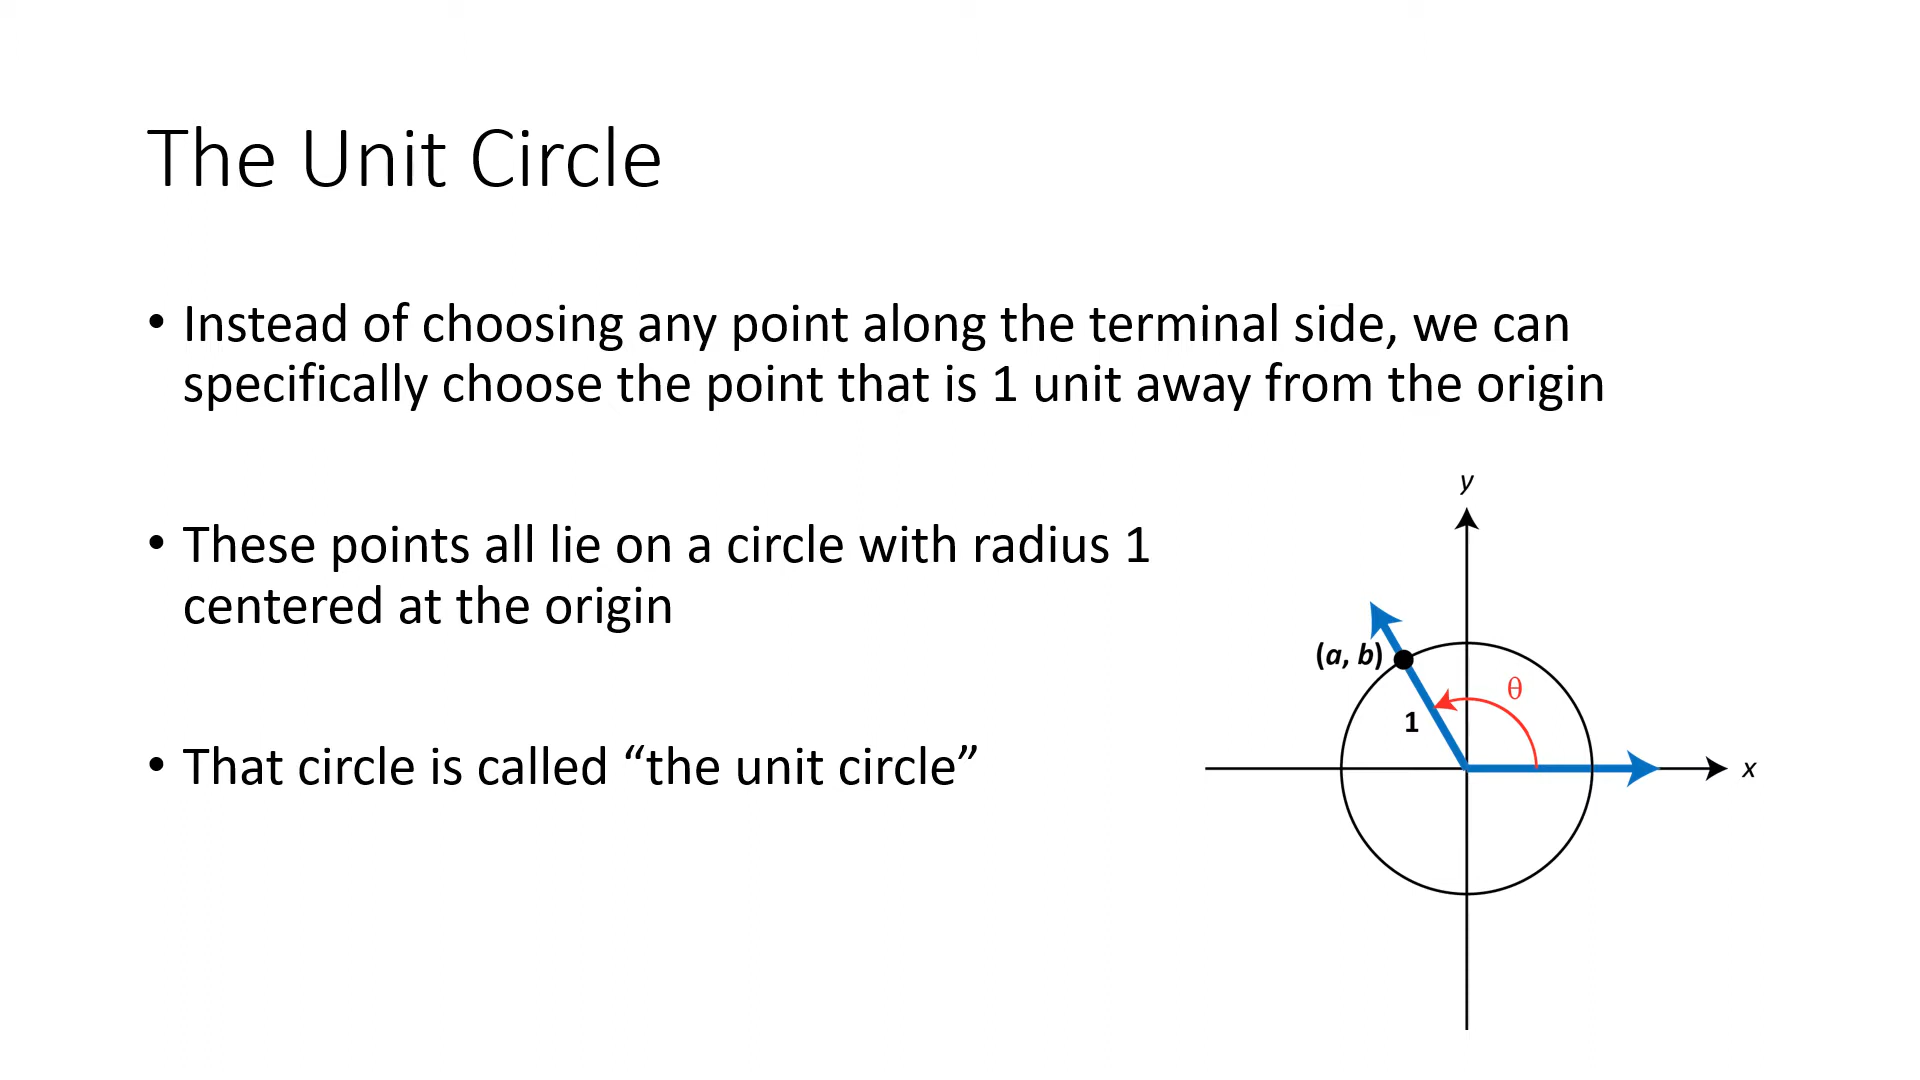 The Unit Circle
• Instead of choosing any point along the terminal side, we can
specifically choose the point that is 1 unit away from the origin
• These points all lie on a circle with radius 1
centered at the origin
• That circle is called “the unit circle”
y
(a, b)
θ
1
x